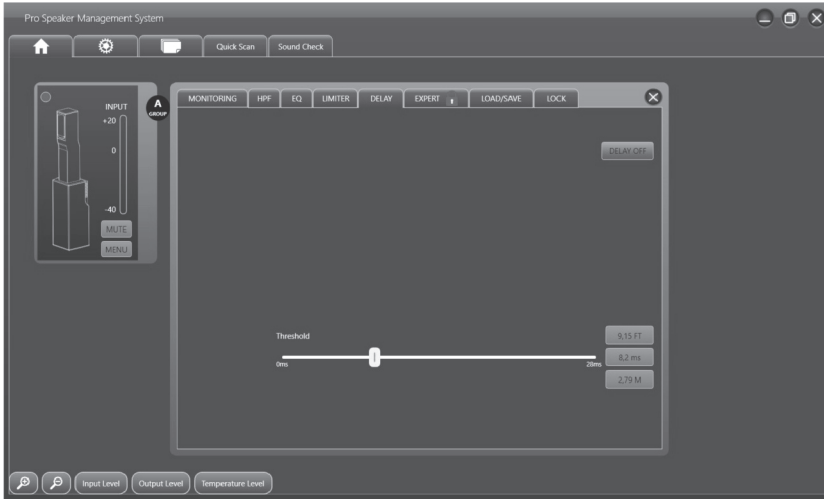 Pro Speaker Management System
Quick Scan
Sound Check
INPUT
+20
0
-40
MUTE
MENU
A
GROUP
MONITORING
HPF
EQ
LIMITER
DELAY
EXPERT
LOAD/SAVE
LOCK
DELAY OFF
Threshold
0ms
28ms
9,15 FT
8,2 ms
2,79 M
Input Level
Output Level
Temperature Level